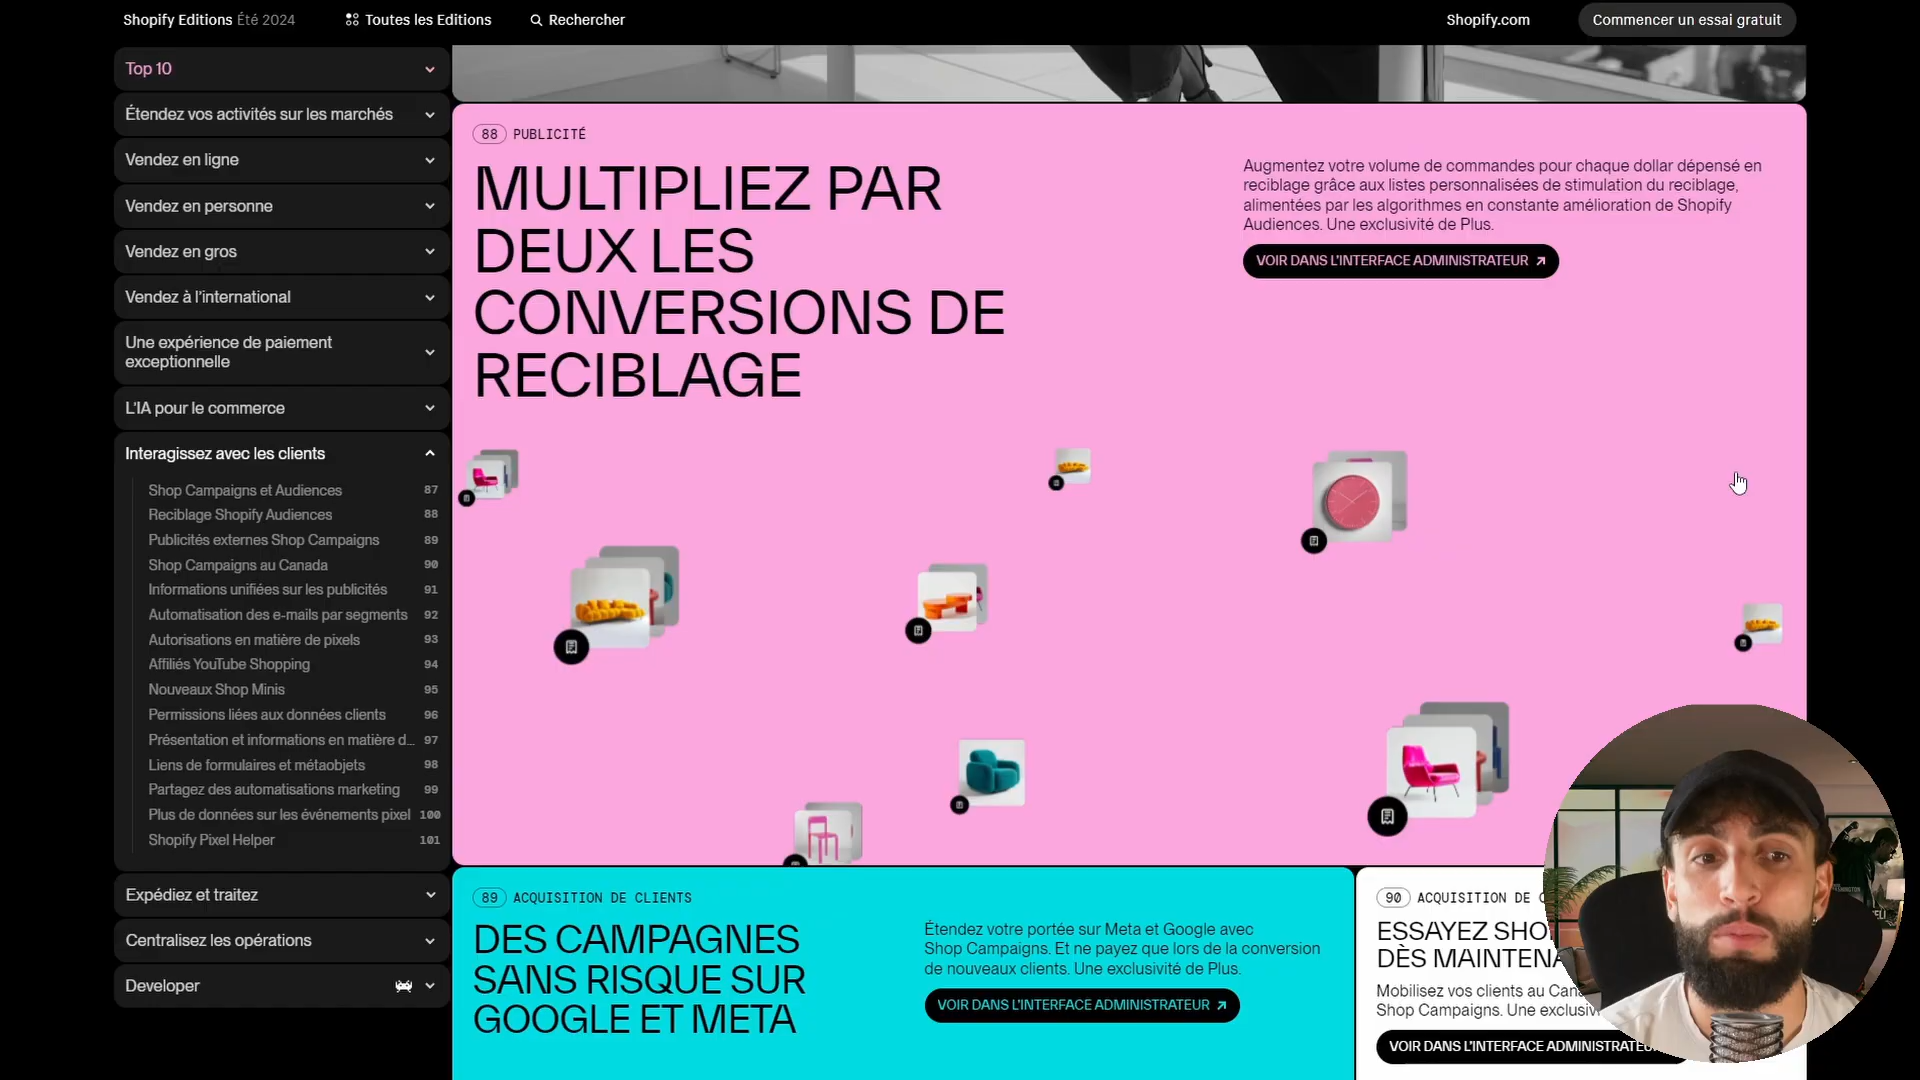 Shopify Editions Été 2024
Toutes les Editions
Rechercher
Shopify.com
Commencer un essai gratuit
Top 10
Étendez vos activités sur les marchés
Vendez en ligne
Vendez en personne
Vendez en gros
Vendez à l'international
Une expérience de paiement
exceptionnelle
L'IA pour le commerce
Interagissez avec les clients
Shop Campaigns et Audiences 87
Reciblage Shopify Audiences 88
Publicités externes Shop Campaigns 89
Shop Campaigns au Canada 90
Informations unifiées sur les publicités 91
Automatisation des e-mails par segments 92
Autorisations en matière de pixels 93
Affiliés YouTube Shopping 94
Nouveaux Shop Minis 95
Permissions liées aux données clients 96
Présentation et informations en matière d... 97
Liens de formulaires et métaobjets 98
Partagez des automatisations marketing 99
Plus de données sur les événements pixel 100
Shopify Pixel Helper 101
Expédiez et traitez
Centralisez les opérations
Developer
88 PUBLICITÉ
MULTIPLIEZ PAR
DEUX LES
CONVERSIONS DE
RECIBLAGE
Augmentez votre volume de commandes pour chaque dollar dépensé en
reciblage grâce aux listes personnalisées de stimulation du reciblage,
alimentées par les algorithmes en constante amélioration de Shopify
Audiences. Une exclusivité de Plus.
VOIR DANS L'INTERFACE ADMINISTRATEUR
89 ACQUISITION DE CLIENTS
DES CAMPAGNES
SANS RISQUE SUR
GOOGLE ET META
Étendez votre portée sur Meta et Google avec
Shop Campaigns. Et ne payez que lors de la conversion
de nouveaux clients. Une exclusivité de Plus.
VOIR DANS L'INTERFACE ADMINISTRATEUR
90 ACQUISITION DE
ESSAYEZ
DÈS
Mobilisez vos clients au
Shop Campaigns. Une
VOIR DANS L'INTERFACE